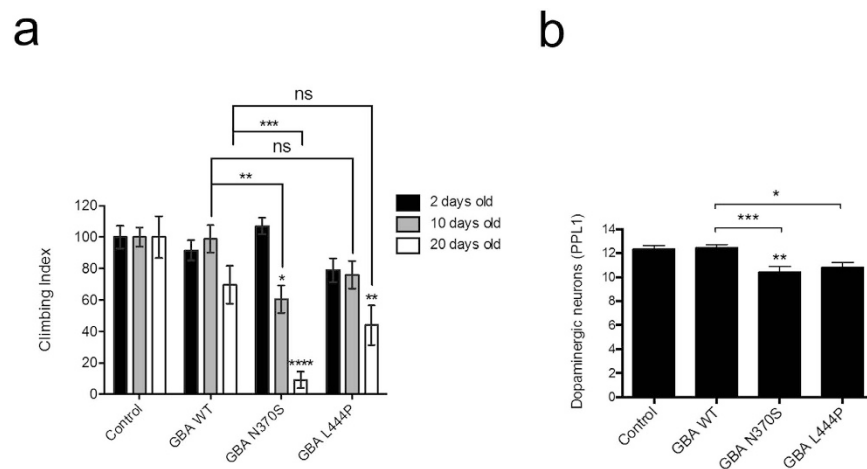 a
ns
***
ns
**
2 days old
10 days old
20 days old
Climbing Index
120
100
80
60
40
20
0
*
****
**
Control
GBA WT
GBA N370S
GBA L444P
b
*
***
**
Dopaminergic neurons (PPL1)
14
12
10
8
6
4
2
0
Control
GBA WT
GBA N370S
GBA L444P